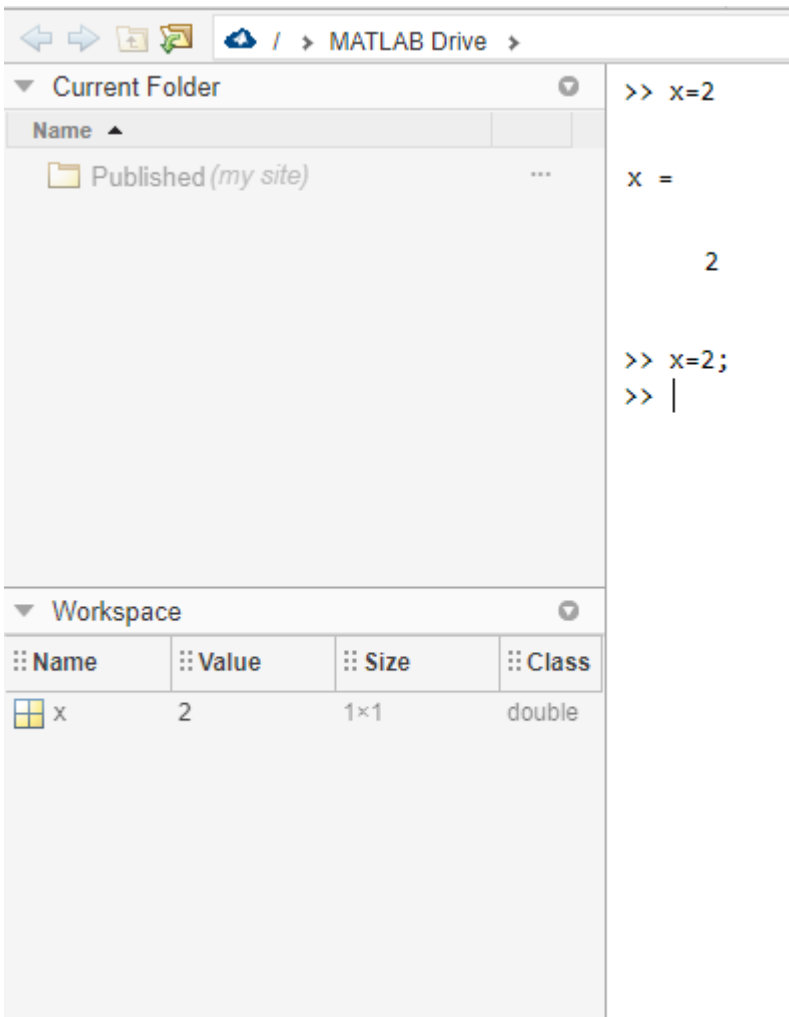 / > MATLAB Drive >
Current Folder
Name
Published (my site) ...
>> x=2
x =
2
>> x=2;
>>
Workspace
Name Value Size Class
x 2 1×1 double